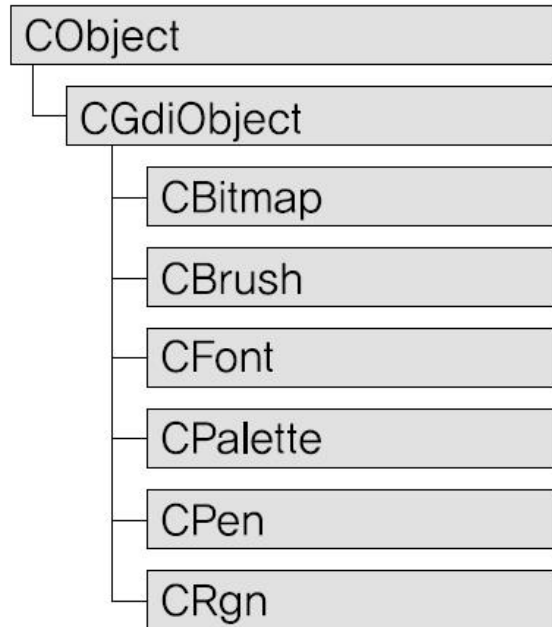 CObject
CGdiObject
CBitmap
CBrush
CFont
CPalette
CPen
CRgn